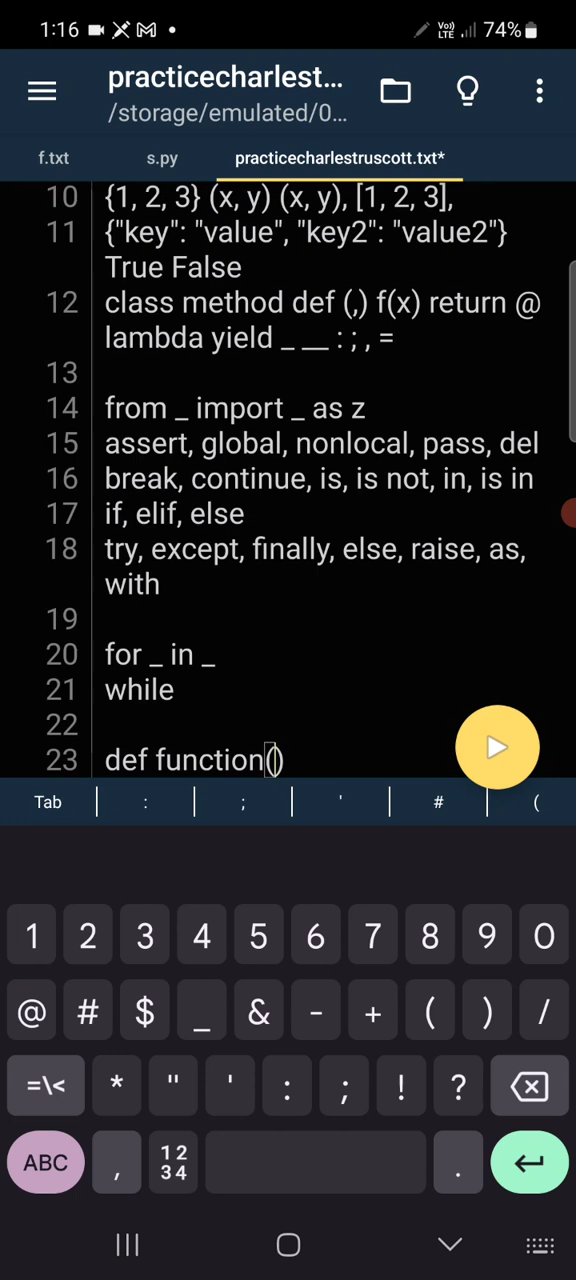 1:16 Vo)) LTE 74%
practicecharlest...
/storage/emulated/0...
f.txt s.py practicecharlestruscott.txt*
10 {1, 2, 3} (x, y) (x, y), [1, 2, 3],
11 {"key": "value", "key2": "value2"}
True False
12 class method def (,) f(x) return @
lambda yield _ __ : ; , =
13
14 from _ import _ as z
15 assert, global, nonlocal, pass, del
16 break, continue, is, is not, in, is in
17 if, elif, else
18 try, except, finally, else, raise, as,
with
19
20 for _ in _
21 while
22
23 def function()
Tab : ; ' # (
1 2 3 4 5 6 7 8 9 0
@ # $ _ & - + ( ) /
=\< * " ' : ; ! ?
ABC , 12 34 .